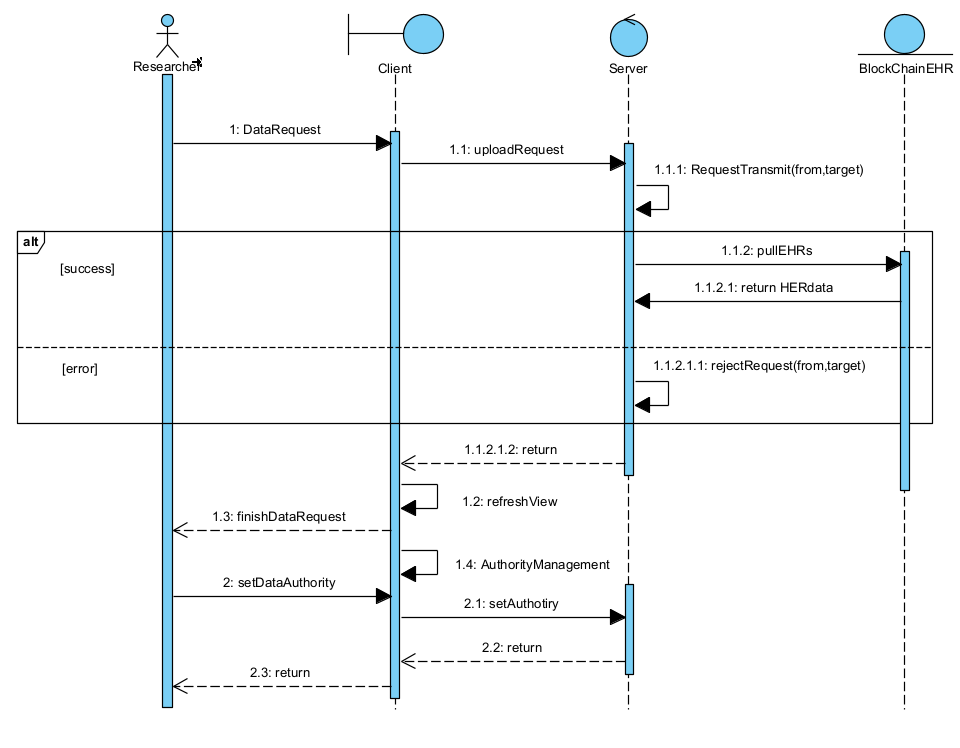 Researcher
Client
Server
BlockChainEHR
1: DataRequest
1.1: uploadRequest
1.1.1: RequestTransmit(from,target)
alt
1.1.2: pullEHRs
[success]
1.1.2.1: return HERdata
[error]
1.1.2.1.1: rejectRequest(from,target)
1.1.2.1.2: return
1.2: refreshView
1.3: finishDataRequest
1.4: AuthorityManagement
2: setDataAuthority
2.1: setAuthotiry
2.2: return
2.3: return